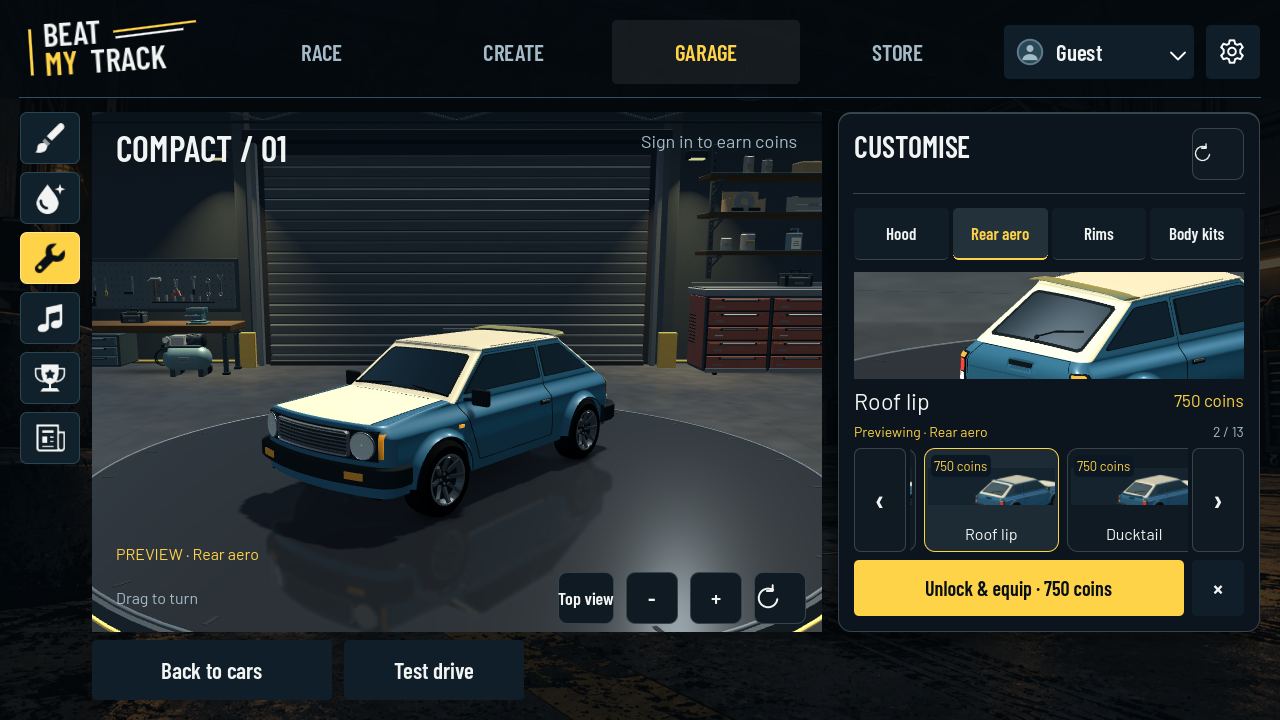 BEAT
MY TRACK
RACE
CREATE
GARAGE
STORE
Guest
COMPACT / 01
Sign in to earn coins
PREVIEW · Rear aero
Drag to turn
Top view
-
+
Back to cars
Test drive
CUSTOMISE
Hood
Rear aero
Rims
Body kits
Roof lip
750 coins
Previewing · Rear aero
2 / 13
‹
750 coins
Roof lip
750 coins
Ducktail
›
Unlock & equip · 750 coins
×